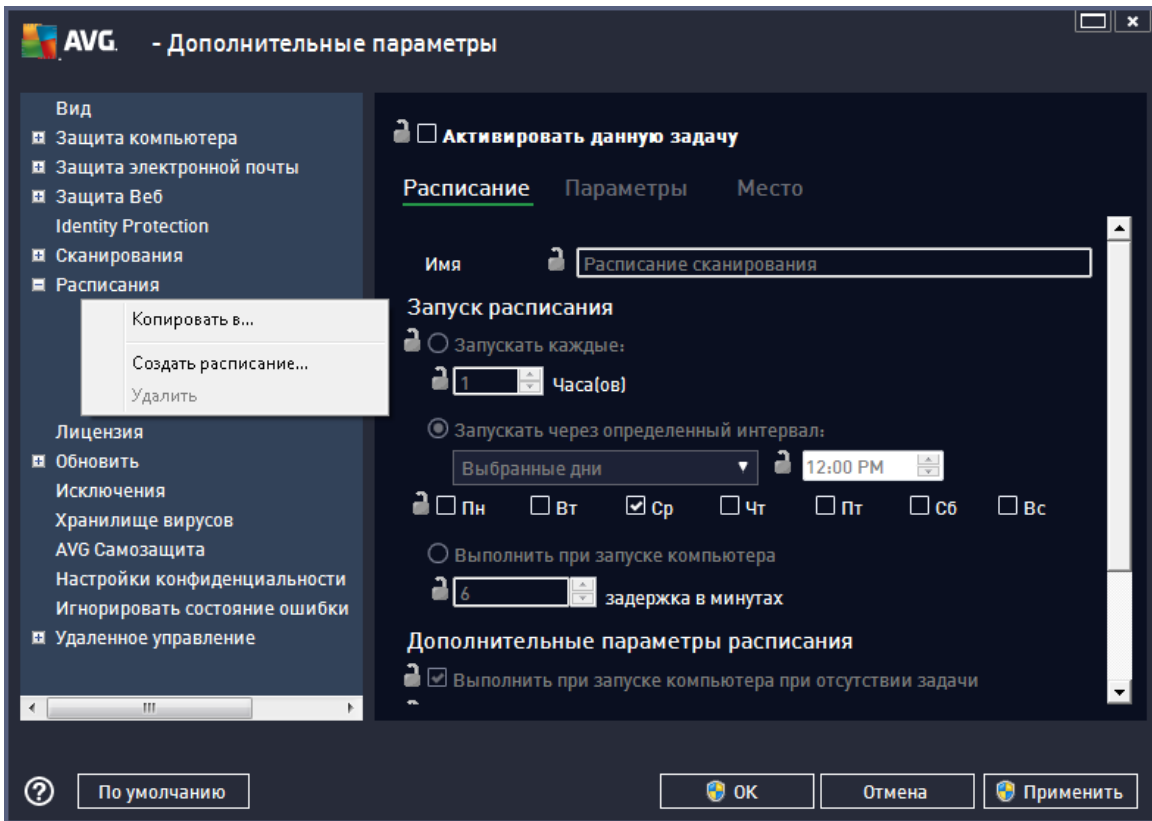 AVG. - Дополнительные параметры
Вид
Защита компьютера
Защита электронной почты
Защита Веб
Identity Protection
Сканирования
Расписания
Копировать в...
Создать расписание...
Удалить
Лицензия
Обновить
Исключения
Хранилище вирусов
AVG Самозащита
Настройки конфиденциальности
Игнорировать состояние ошибки
Удаленное управление
Активировать данную задачу
Расписание Параметры Место
Имя Расписание сканирования
Запуск расписания
Запускать каждые:
1 Часа(ов)
Запускать через определенный интервал:
Выбранные дни 12:00 PM
Пн Вт Ср Чт Пт Сб Вс
Выполнить при запуске компьютера
6 задержка в минутах
Дополнительные параметры расписания
Выполнить при запуске компьютера при отсутствии задачи
? По умолчанию OK Отмена Применить